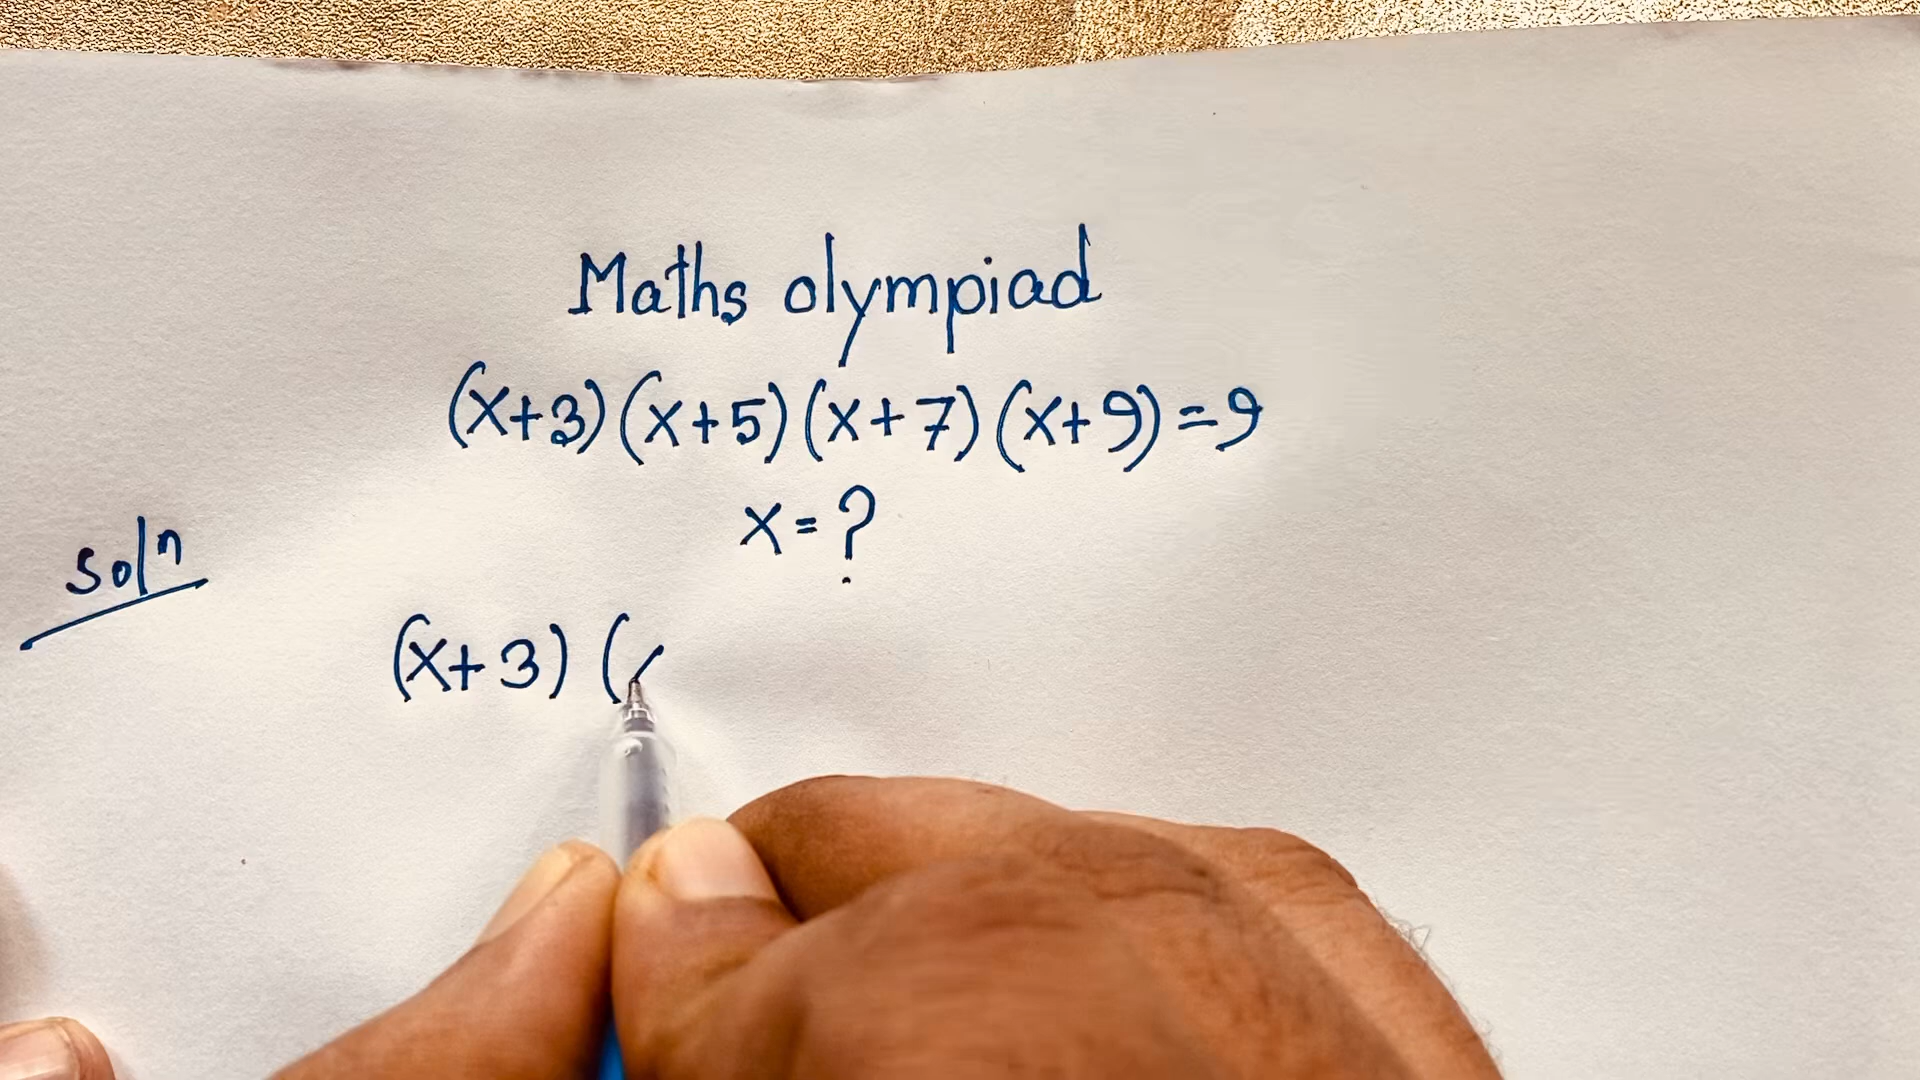 Maths olympiad
(x+3)(x+5)(x+7)(x+9)=9
x=?
Soln
(x+3)(